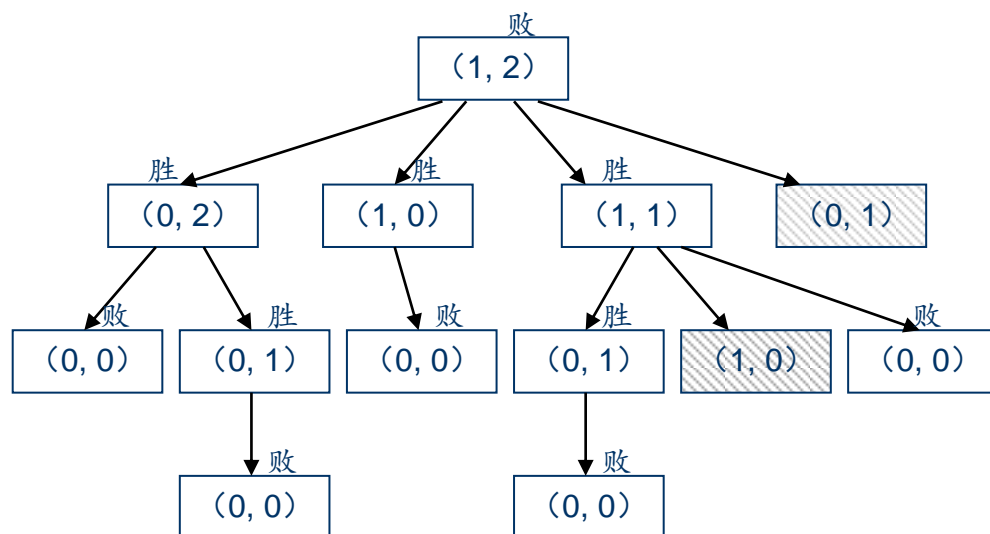 败
（1, 2）
胜 胜 胜
（0, 2） （1, 0） （1, 1） （0, 1）
败 胜 败 胜 败
（0, 0） （0, 1） （0, 0） （0, 1） （1, 0） （0, 0）
败 败
（0, 0） （0, 0）